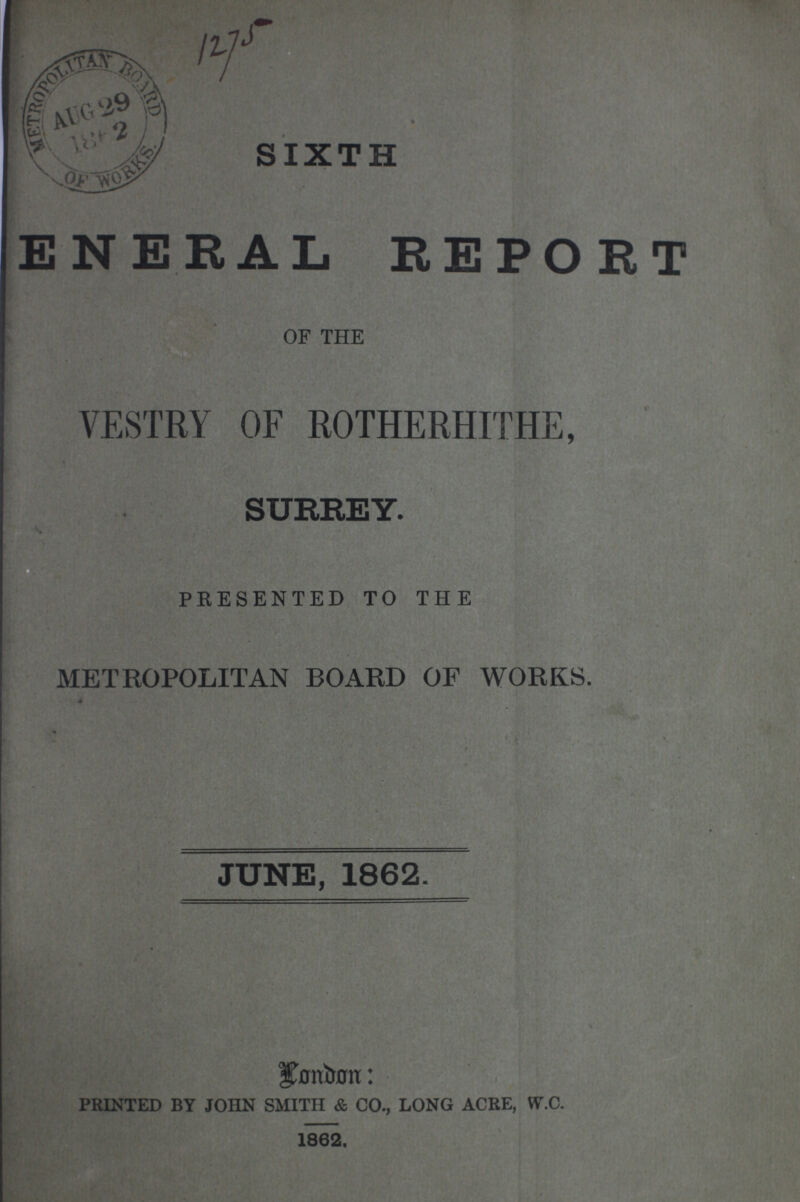 1275
METROPOLITAN BOARD
AUG 29
1862
OF WORKS.
SIXTH
ENERAL REPORT
OF THE
VESTRY OF ROTHERHITHE,
SURREY.
PRESENTED TO THE
METROPOLITAN BOARD OF WORKS.
JUNE, 1862.
London:
PRINTED BY JOHN SMITH & CO., LONG ACRE, W.C.
1862.